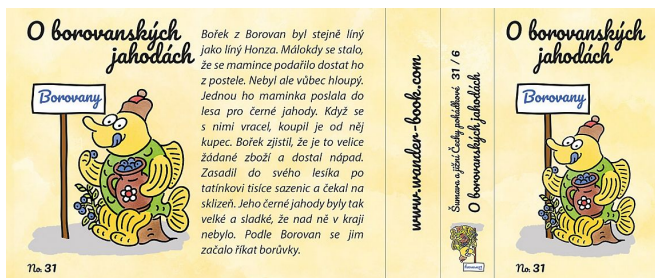 O borovanských
jahodách
Borovany
No. 31
Bořek z Borovan byl stejně líný
jako líný Honza. Málokdy se stalo,
že se mamince podařilo dostat ho
z postele. Nebyl ale vůbec hloupý.
Jednou ho maminka poslala do
lesa pro černé jahody. Když se
s nimi vracel, koupil je od něj
kupec. Bořek zjistil, že je to velice
žádané zboží a dostal nápad.
Zasadil do svého lesíka po
tatínkovi tisíce sazenic a čekal na
sklizeň. Jeho černé jahody byly tak
velké a sladké, že nad ně v kraji
nebylo. Podle Borovan se jim
začalo říkat borůvky.
www.wander-book.com
Šumava a jižní Čechy pohádkové 31 / 6
O borovanských jahodách
O borovanských
jahodách
Borovany
No. 31